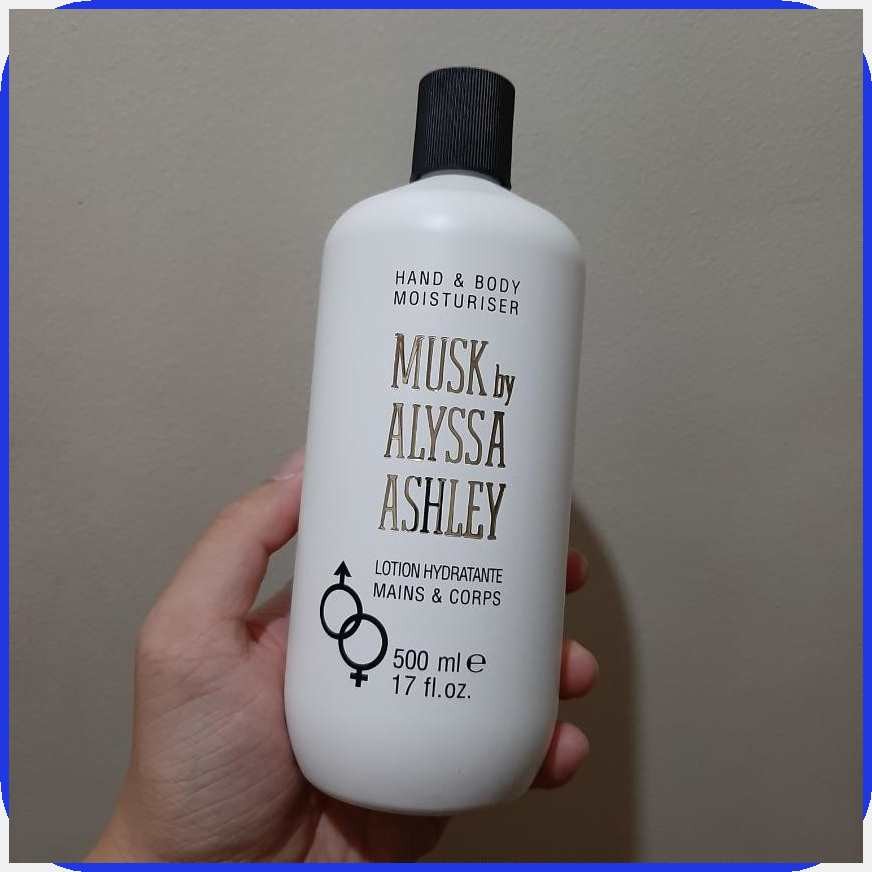 HAND & BODY
MOISTURISER
MUSK by
ALYSSA
ASHLEY
LOTION HYDRATANTE
MAINS & CORPS
500 ml ℮
17 fl.oz.